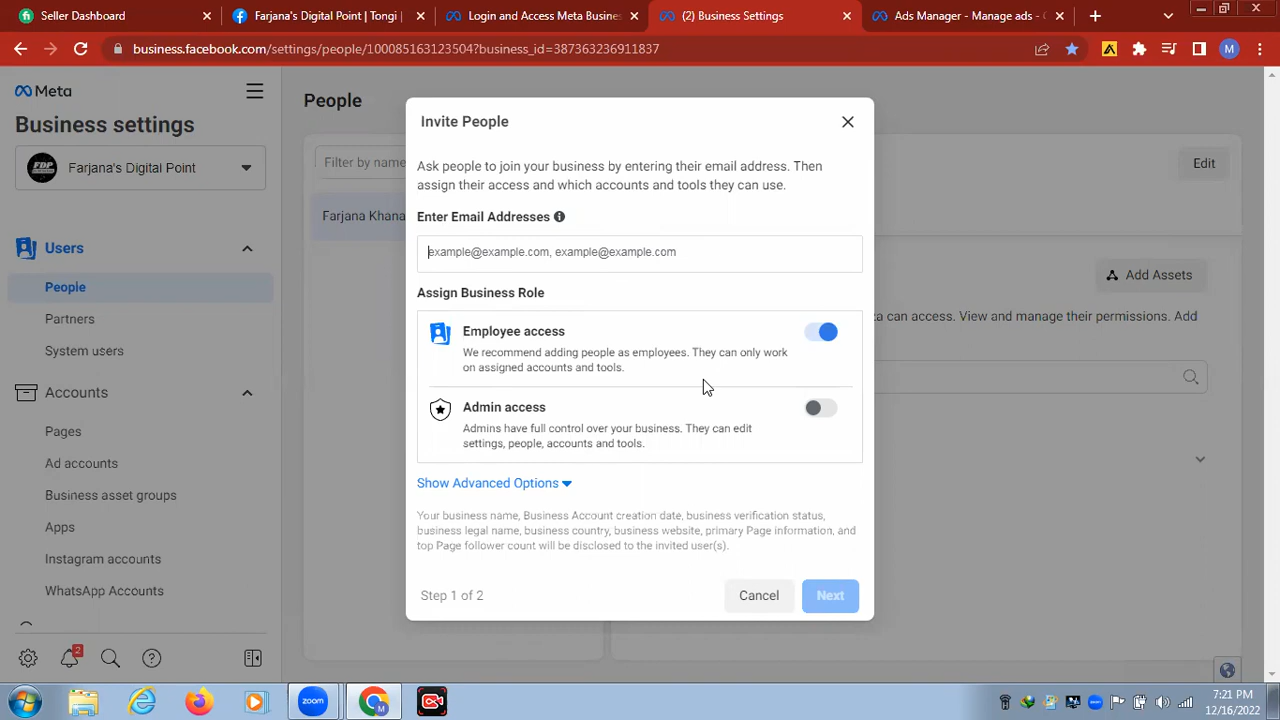 Seller Dashboard
Farjana's Digital Point | Tongi |
Login and Access Meta Busine
(2) Business Settings
Ads Manager - Manage ads -
business.facebook.com/settings/people/100085163123504?business_id=387363236911837
M
Meta
Business settings
FDP
Farjana's Digital Point
Users
People
Partners
System users
Accounts
Pages
Ad accounts
Business asset groups
Apps
Instagram accounts
WhatsApp Accounts
2
People
Filter by name
Farjana Khana
Edit
Add Assets
can access. View and manage their permissions. Add
Invite People
Ask people to join your business by entering their email address. Then
assign their access and which accounts and tools they can use.
Enter Email Addresses
example@example.com, example@example.com
Assign Business Role
Employee access
We recommend adding people as employees. They can only work
on assigned accounts and tools.
Admin access
Admins have full control over your business. They can edit
settings, people, accounts and tools.
Show Advanced Options
Your business name, Business Account creation date, business verification status,
business legal name, business country, business website, primary Page information, and
top Page follower count will be disclosed to the invited user(s).
Step 1 of 2
Cancel
Next
zoom
M
7:21 PM
12/16/2022